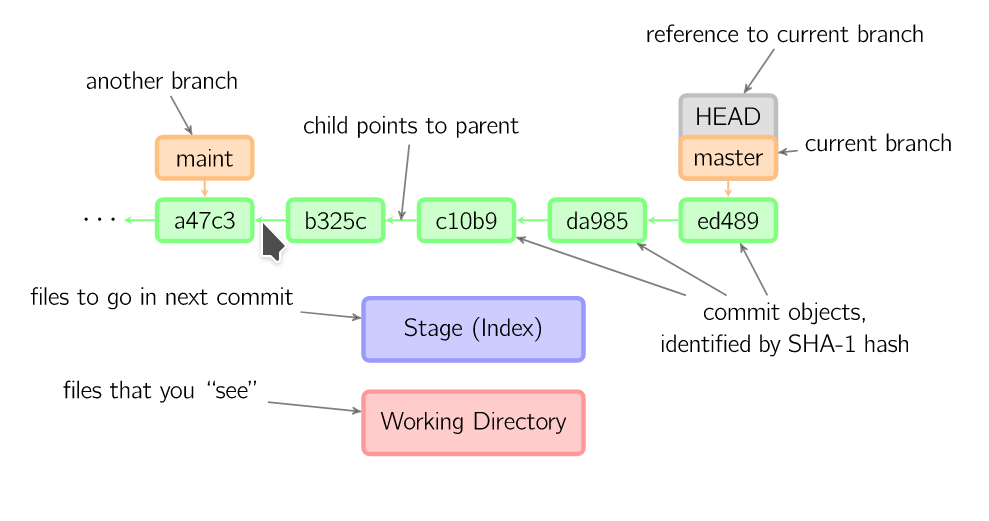 reference to current branch
another branch
HEAD
child points to parent
maint
master
current branch
···
a47c3
b325c
c10b9
da985
ed489
files to go in next commit
Stage (Index)
commit objects,
identified by SHA-1 hash
files that you “see”
Working Directory